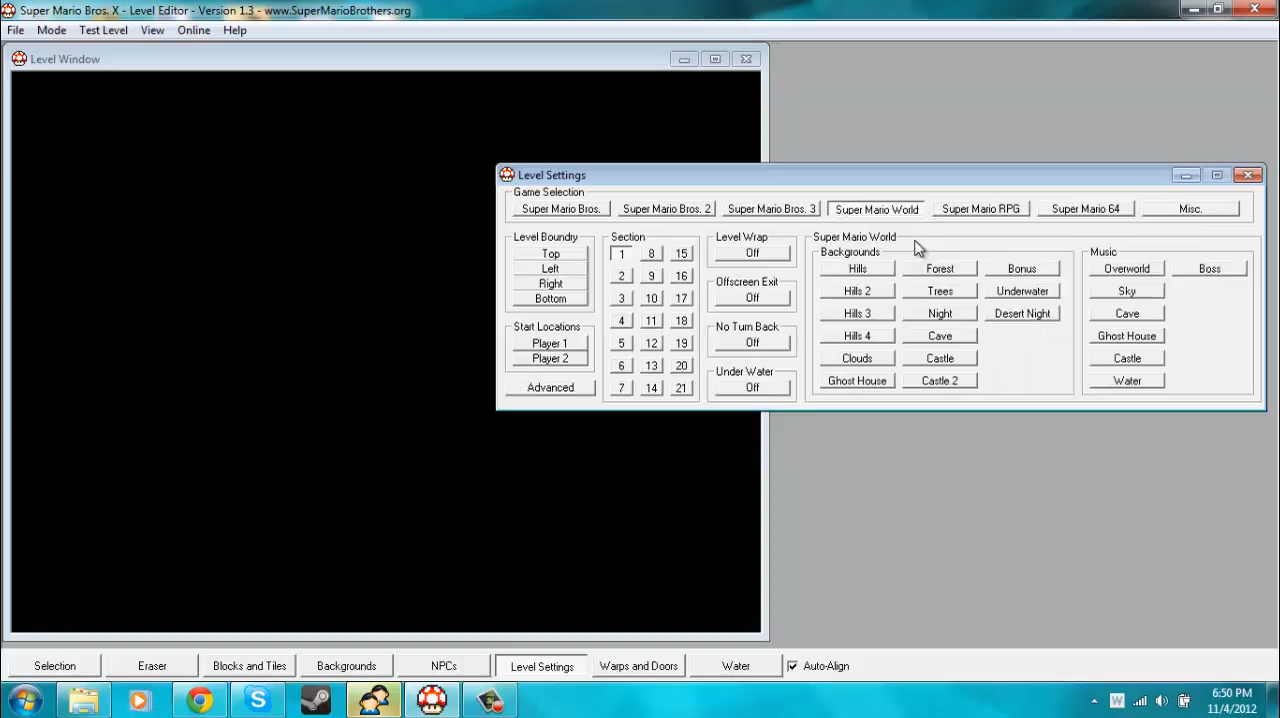 Super Mario Bros. X - Level Editor - Version 1.3 - www.SuperMarioBrothers.org
File Mode Test Level View Online Help
Level Window
Level Settings
Game Selection
Super Mario Bros. Super Mario Bros. 2 Super Mario Bros. 3 Super Mario World Super Mario RPG Super Mario 64 Misc.
Level Boundry
Top
Left
Right
Bottom
Start Locations
Player 1
Player 2
Advanced
Section
1 8 15
2 9 16
3 10 17
4 11 18
5 12 19
6 13 20
7 14 21
Level Wrap
Off
Offscreen Exit
Off
No Turn Back
Off
Under Water
Off
Super Mario World
Backgrounds
Hills Forest Bonus
Hills 2 Trees Underwater
Hills 3 Night Desert Night
Hills 4 Cave
Clouds Castle
Ghost House Castle 2
Music
Overworld Boss
Sky
Cave
Ghost House
Castle
Water
Selection Eraser Blocks and Tiles Backgrounds NPCs Level Settings Warps and Doors Water Auto-Align
W
6:50 PM
11/4/2012